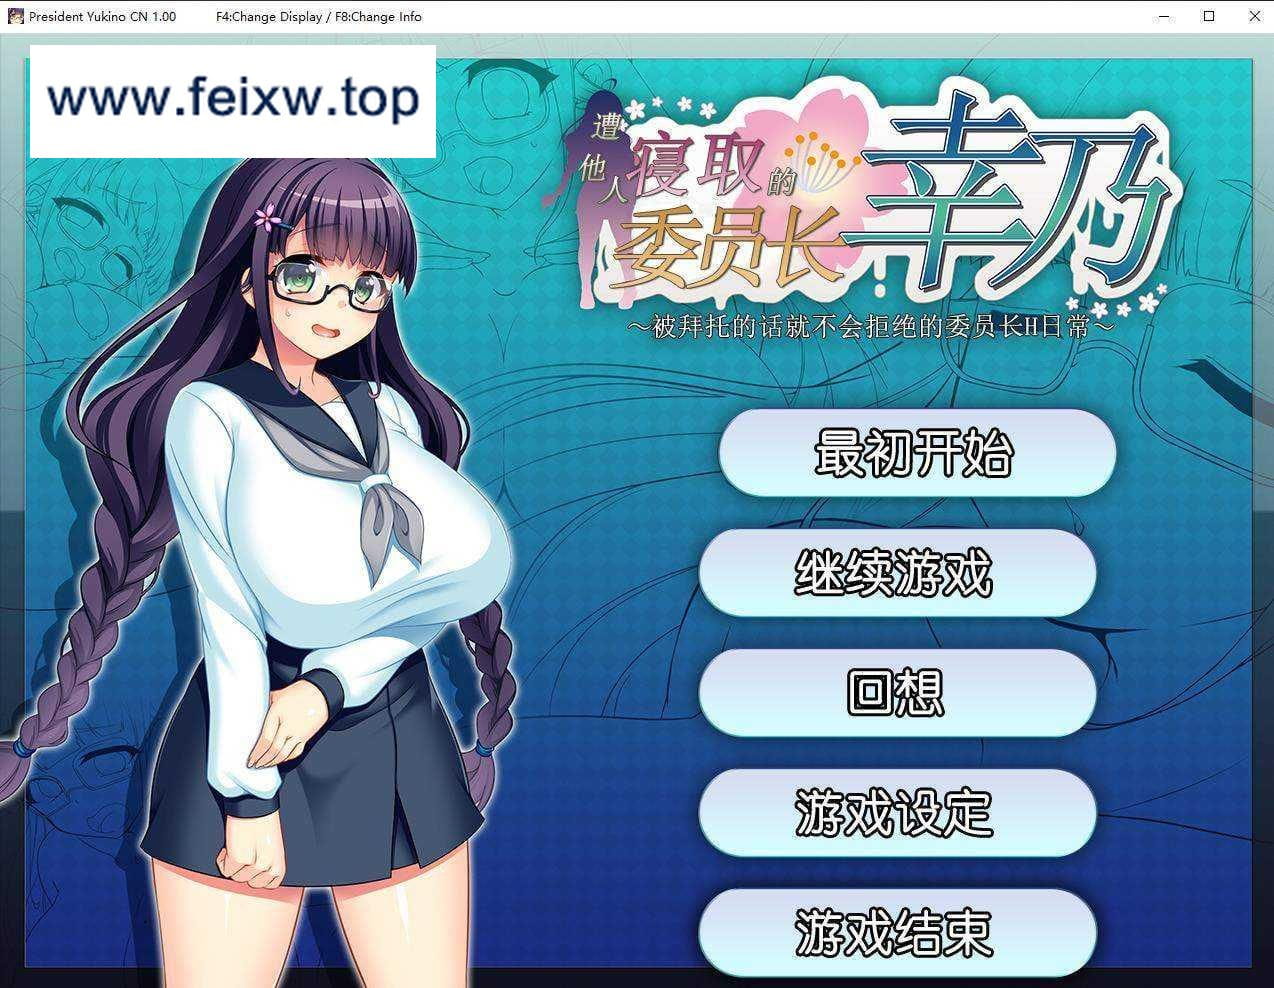 President Yukino CN 1.00 F4:Change Display / F8:Change Info
www.feixw.top
遭他人寝取的
委员长幸乃
～被拜托的话就不会拒绝的委员长H日常～
最初开始
继续游戏
回想
游戏设定
游戏结束